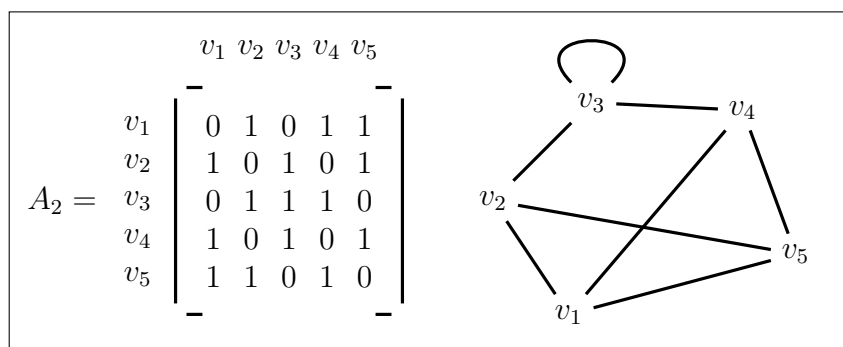 v1 v2 v3 v4 v5
v1 0 1 0 1 1
v2 1 0 1 0 1
A2 = v3 0 1 1 1 0
v4 1 0 1 0 1
v5 1 1 0 1 0
v3
v4
v2
v5
v1